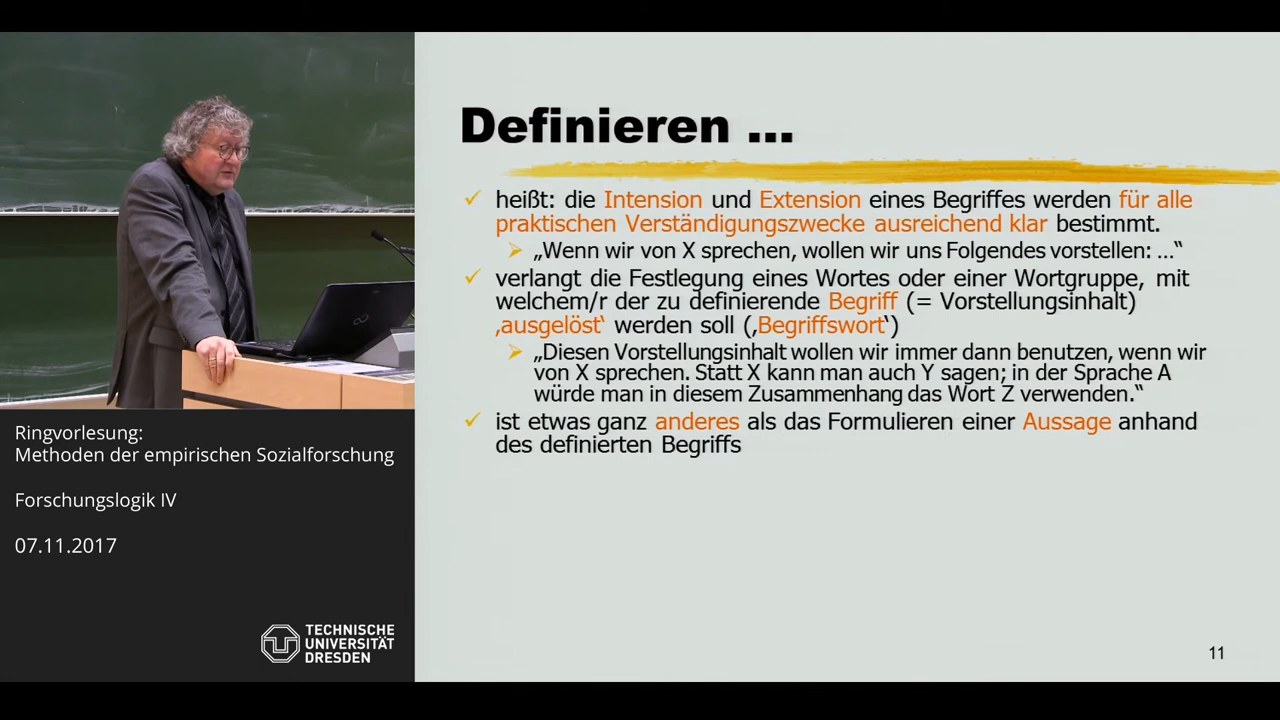 Definieren ...
heißt: die Intension und Extension eines Begriffes werden für alle
praktischen Verständigungszwecke ausreichend klar bestimmt.
„Wenn wir von X sprechen, wollen wir uns Folgendes vorstellen: ...“
verlangt die Festlegung eines Wortes oder einer Wortgruppe, mit
welchem/r der zu definierende Begriff (= Vorstellungsinhalt)
‚ausgelöst‘ werden soll (‚Begriffswort‘)
„Diesen Vorstellungsinhalt wollen wir immer dann benutzen, wenn wir
von X sprechen. Statt X kann man auch Y sagen; in der Sprache A
würde man in diesem Zusammenhang das Wort Z verwenden.“
ist etwas ganz anderes als das Formulieren einer Aussage anhand
des definierten Begriffs
11
Ringvorlesung:
Methoden der empirischen Sozialforschung
Forschungslogik IV
07.11.2017
TECHNISCHE
UNIVERSITÄT
DRESDEN